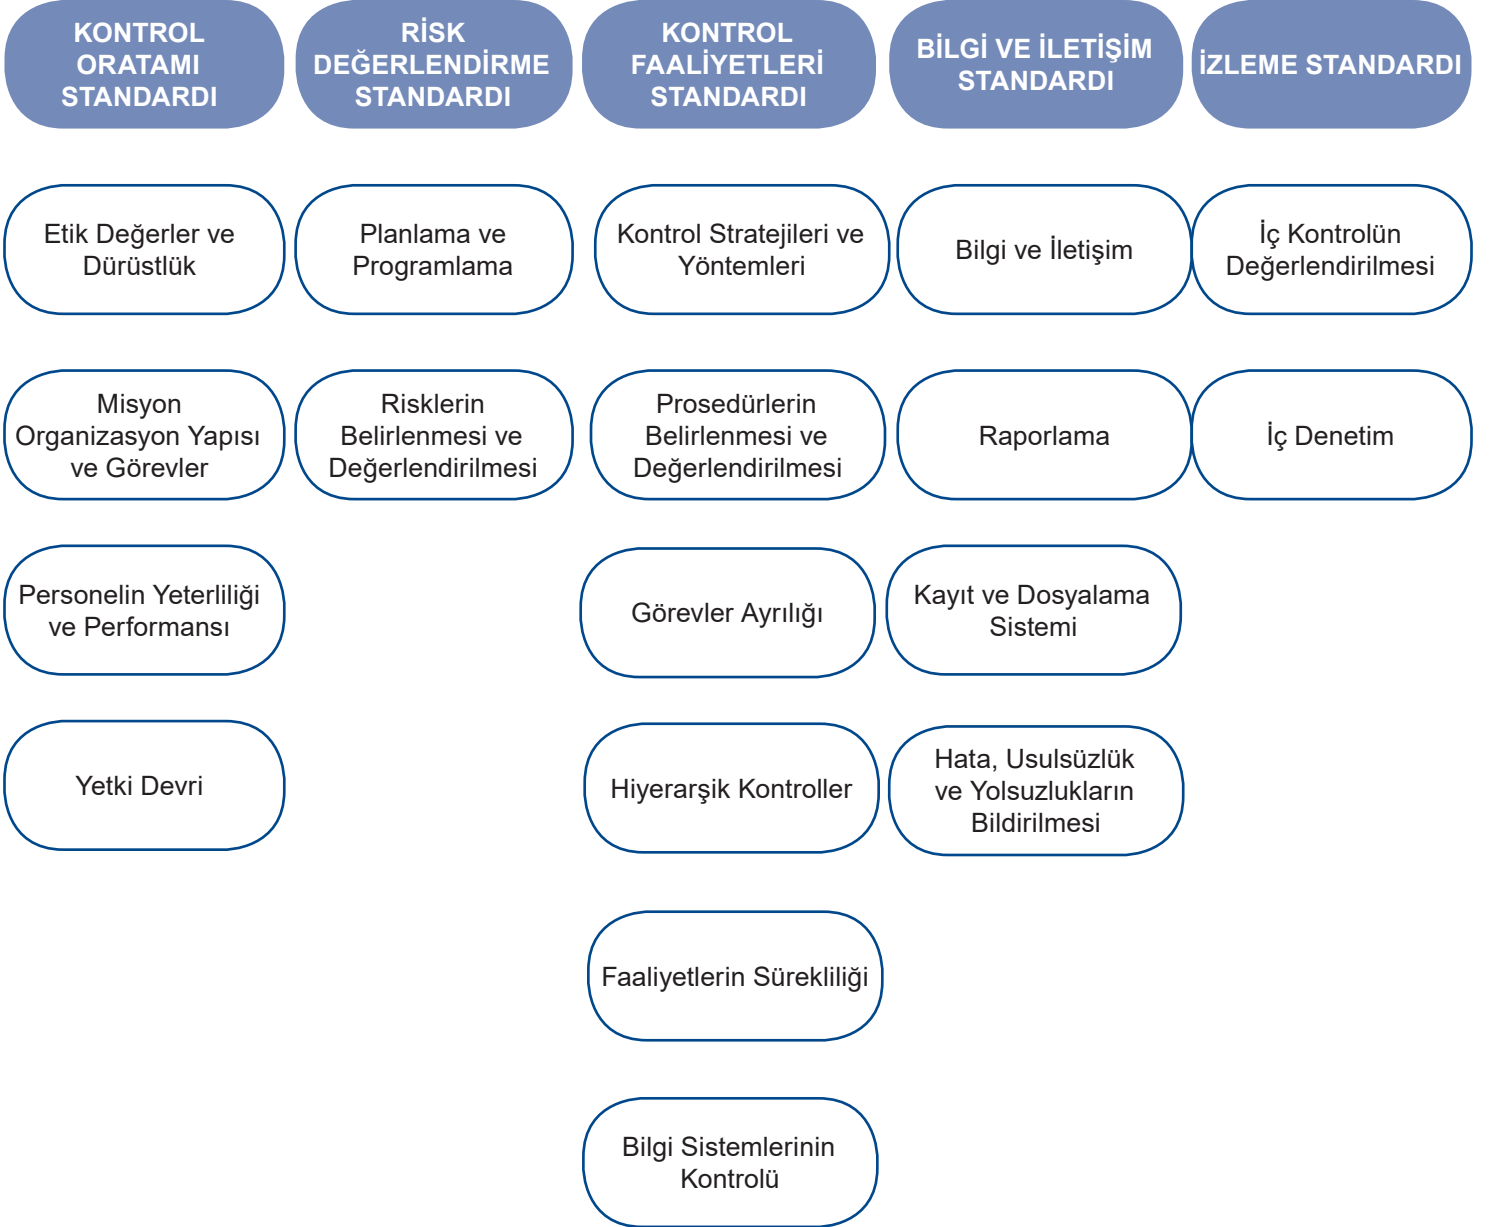 KONTROL
ORATAMI
STANDARDI
RİSK
DEĞERLENDİRME
STANDARDI
KONTROL
FAALİYETLERİ
STANDARDI
BİLGİ VE İLETİŞİM
STANDARDI
İZLEME STANDARDI
Etik Değerler ve
Dürüstlük
Planlama ve
Programlama
Kontrol Stratejileri ve
Yöntemleri
Bilgi ve İletişim
İç Kontrolün
Değerlendirilmesi
Misyon
Organizasyon Yapısı
ve Görevler
Risklerin
Belirlenmesi ve
Değerlendirilmesi
Prosedürlerin
Belirlenmesi ve
Değerlendirilmesi
Raporlama
İç Denetim
Personelin Yeterliliği
ve Performansı
Görevler Ayrılığı
Kayıt ve Dosyalama
Sistemi
Yetki Devri
Hiyerarşik Kontroller
Hata, Usulsüzlük
ve Yolsuzlukların
Bildirilmesi
Faaliyetlerin Sürekliliği
Bilgi Sistemlerinin
Kontrolü